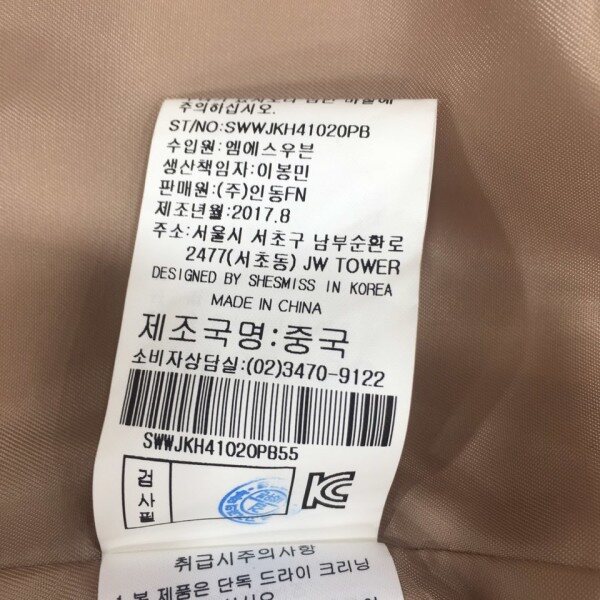 주의하십시오.
ST/NO:SWWJKH41020PB
수입원:엠에스우븐
생산책임자:이봉민
판매원:(주)인동FN
제조년월:2017.8
주소:서울시 서초구 남부순환로
2477(서초동) JW TOWER
DESIGNED BY SHESMISS IN KOREA
MADE IN CHINA
제조국명:중국
소비자상담실:(02)3470-9122
SWWJKH41020PB55
검사필
KC
취급시주의사항
1.본 제품은 단독 드라이 크리닝